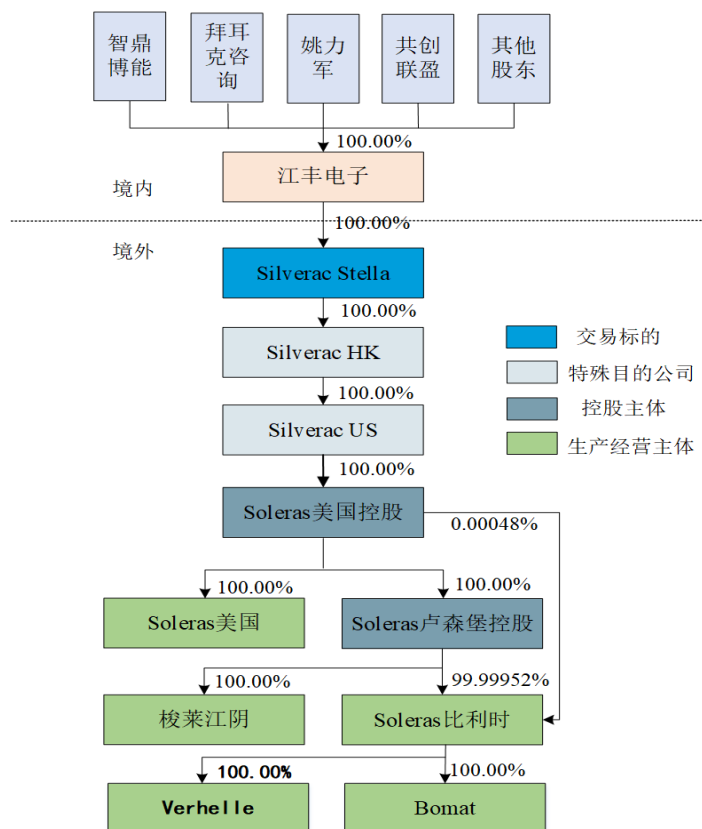 智鼎
博能
拜耳
克咨
询
姚力
军
共创
联盈
其他
股东
100.00%
江丰电子
境内
100.00%
境外
Silverac Stella
100.00%
Silverac HK
100.00%
Silverac US
100.00%
Soleras美国控股
0.00048%
100.00%
100.00%
Soleras美国
Soleras卢森堡控股
100.00%
99.99952%
梭莱江阴
Soleras比利时
100.00%
100.00%
Verhelle
Bomat
交易标的
特殊目的公司
控股主体
生产经营主体